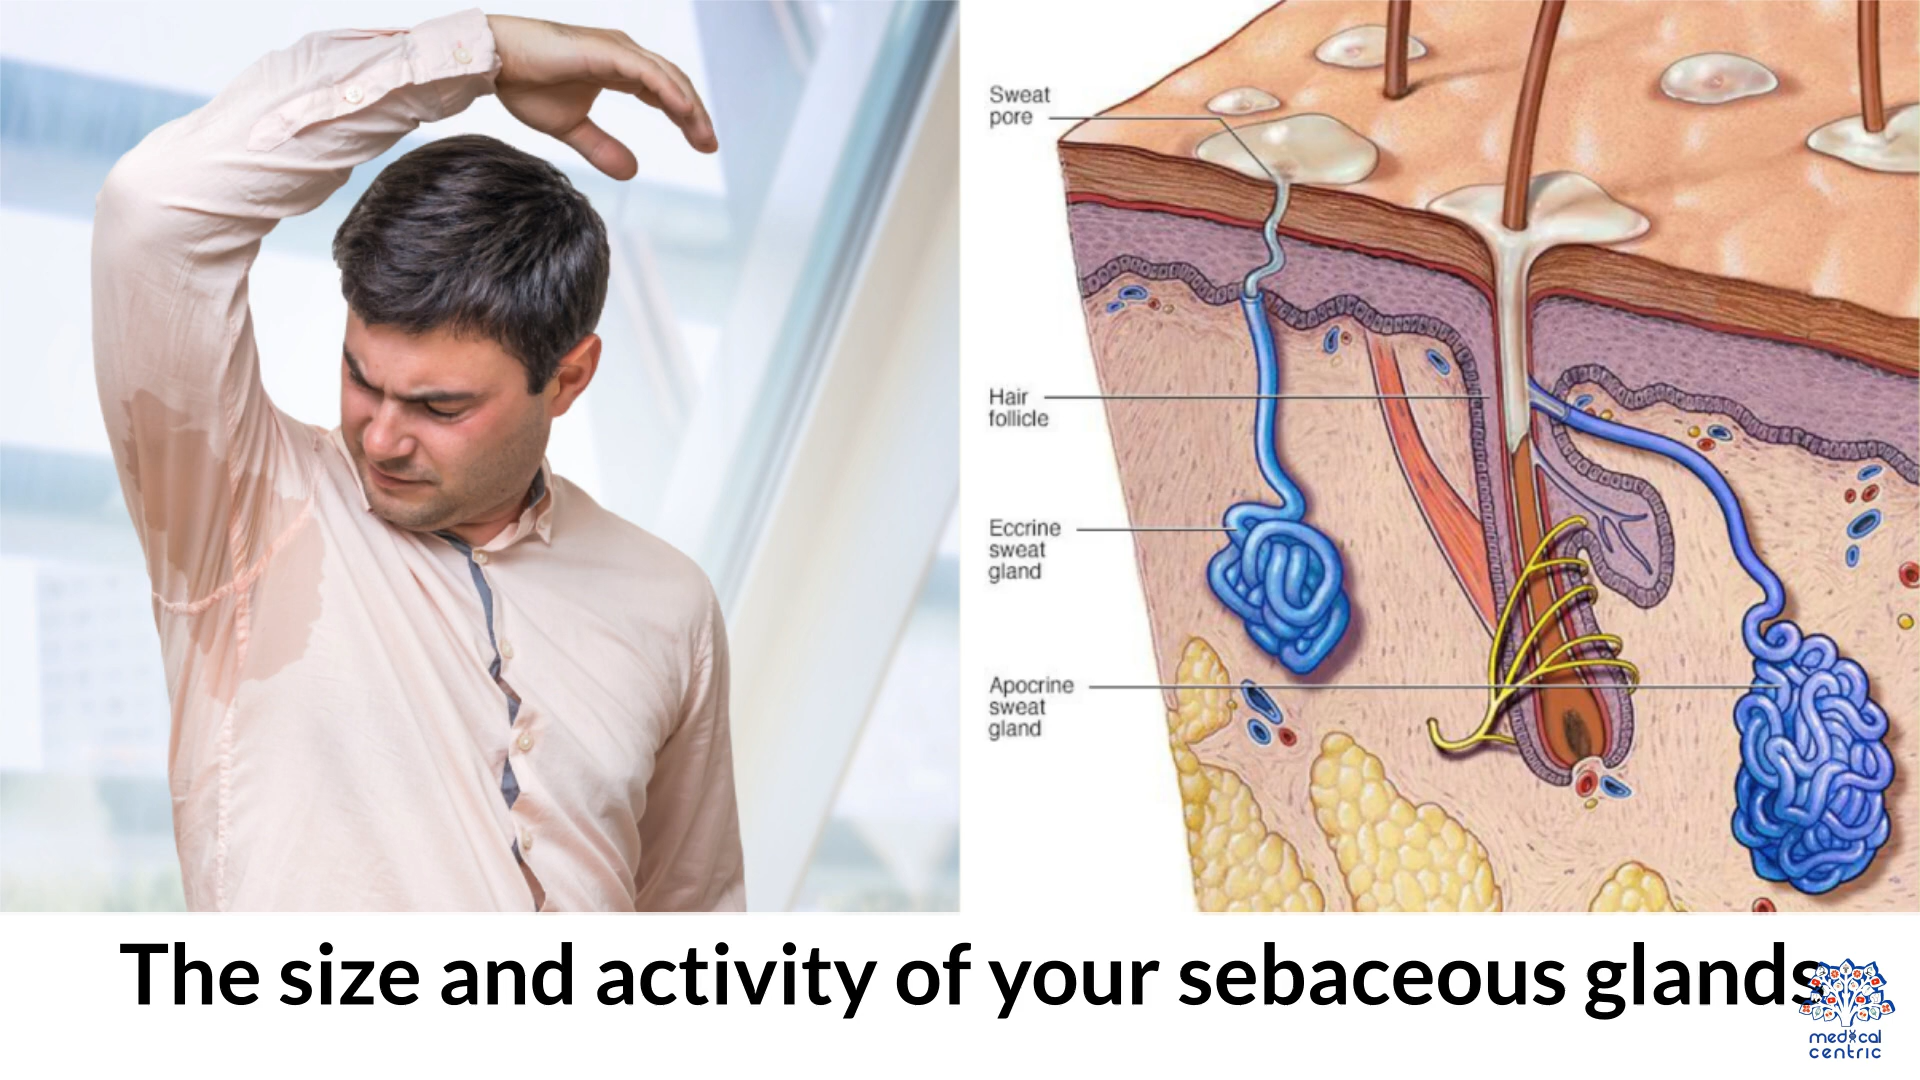 Sweat
pore
Hair
follicle
Eccrine
sweat
gland
Apocrine
sweat
gland
The size and activity of your sebaceous glands
medical
centric